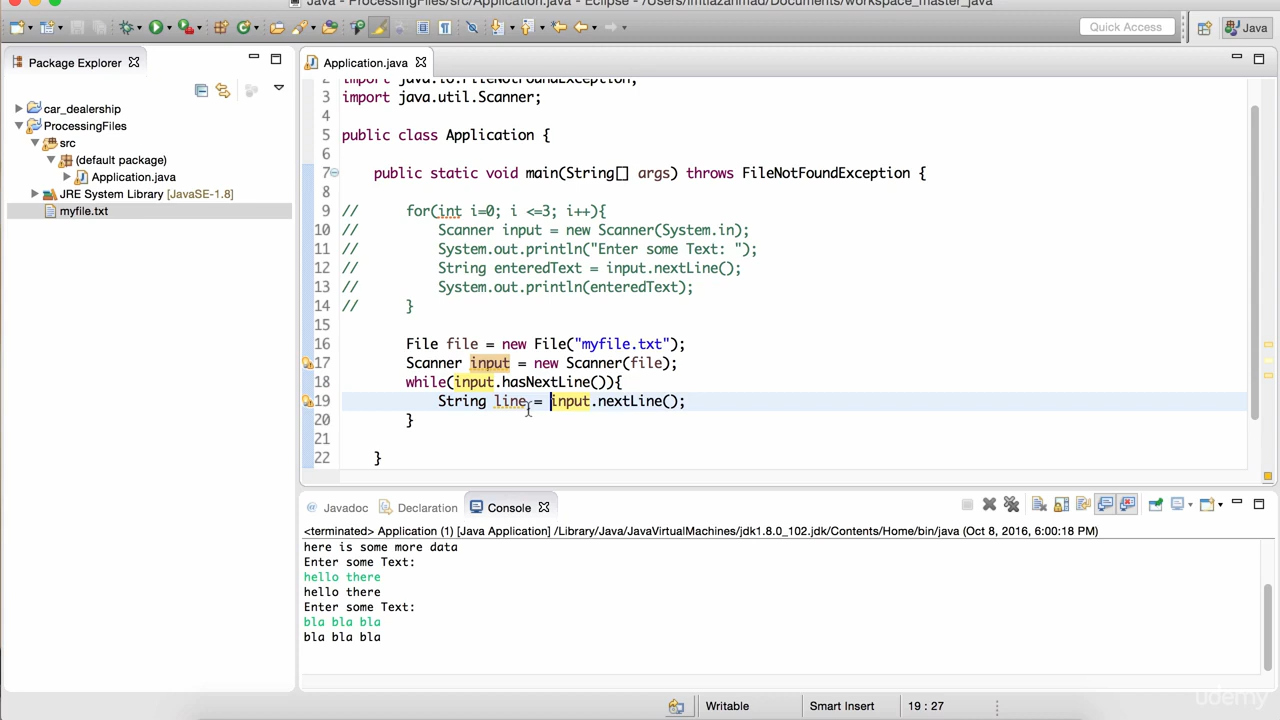 Java - ProcessingFiles/src/Application.java - Eclipse - /Users/imtiazahmad/Documents/workspace_master_java
Quick Access
Java
Package Explorer
Application.java
car_dealership
ProcessingFiles
src
(default package)
Application.java
JRE System Library [JavaSE-1.8]
myfile.txt
2 import java.io.FileNotFoundException;
3 import java.util.Scanner;
4
5 public class Application {
6
7 public static void main(String[] args) throws FileNotFoundException {
8
9 // for(int i=0; i <=3; i++){
10 // Scanner input = new Scanner(System.in);
11 // System.out.println("Enter some Text: ");
12 // String enteredText = input.nextLine();
13 // System.out.println(enteredText);
14 // }
15
16 File file = new File("myfile.txt");
17 Scanner input = new Scanner(file);
18 while(input.hasNextLine()){
19 String line = input.nextLine();
20 }
21
22 }
@ Javadoc Declaration Console
<terminated> Application (1) [Java Application] /Library/Java/JavaVirtualMachines/jdk1.8.0_102.jdk/Contents/Home/bin/java (Oct 8, 2016, 6:00:18 PM)
here is some more data
Enter some Text:
hello there
hello there
Enter some Text:
bla bla bla
bla bla bla
Writable
Smart Insert
19 : 27
udemy